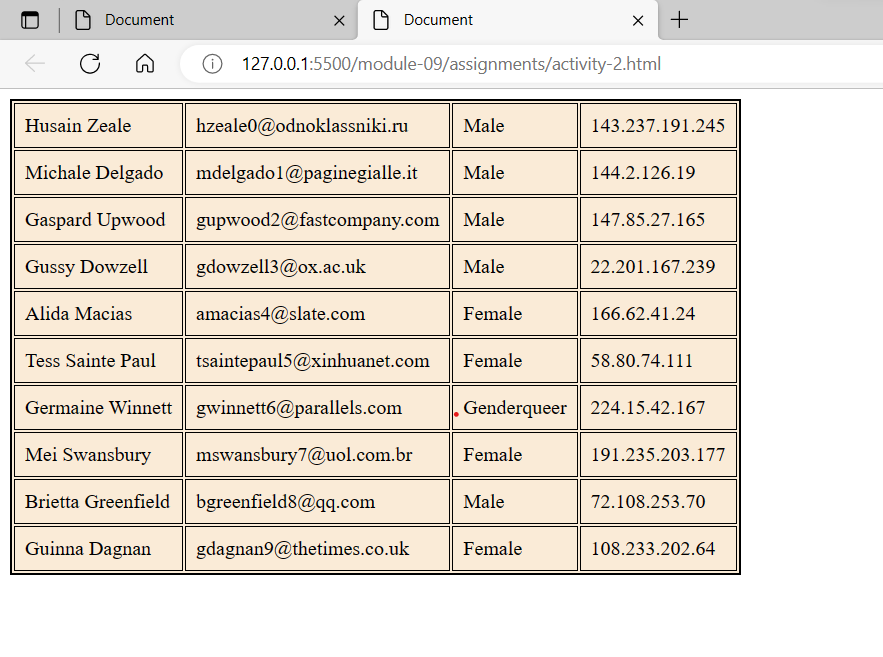 Document Document
127.0.0.1:5500/module-09/assignments/activity-2.html
Husain Zeale hzeale0@odnoklassniki.ru Male 143.237.191.245
Michale Delgado mdelgado1@paginegialle.it Male 144.2.126.19
Gaspard Upwood gupwood2@fastcompany.com Male 147.85.27.165
Gussy Dowzell gdowzell3@ox.ac.uk Male 22.201.167.239
Alida Macias amacias4@slate.com Female 166.62.41.24
Tess Sainte Paul tsaintepaul5@xinhuanet.com Female 58.80.74.111
Germaine Winnett gwinnett6@parallels.com Genderqueer 224.15.42.167
Mei Swansbury mswansbury7@uol.com.br Female 191.235.203.177
Brietta Greenfield bgreenfield8@qq.com Male 72.108.253.70
Guinna Dagnan gdagnan9@thetimes.co.uk Female 108.233.202.64